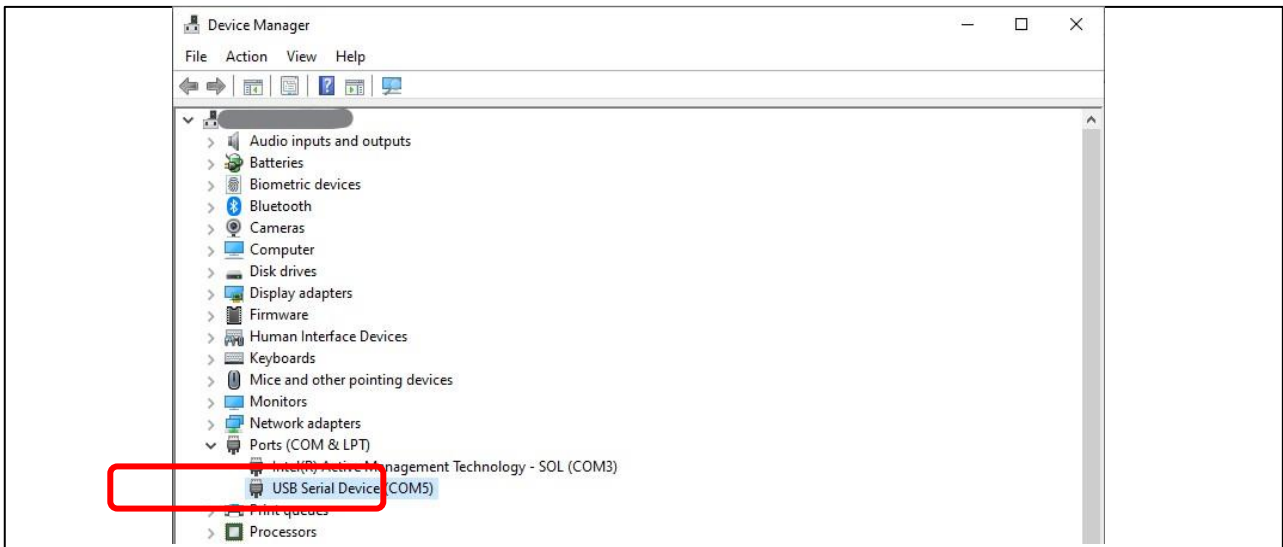 Device Manager
File Action View Help
Audio inputs and outputs
Batteries
Biometric devices
Bluetooth
Cameras
Computer
Disk drives
Display adapters
Firmware
Human Interface Devices
Keyboards
Mice and other pointing devices
Monitors
Network adapters
Ports (COM & LPT)
Intel(R) Active Management Technology - SOL (COM3)
USB Serial Device (COM5)
Print queues
Processors